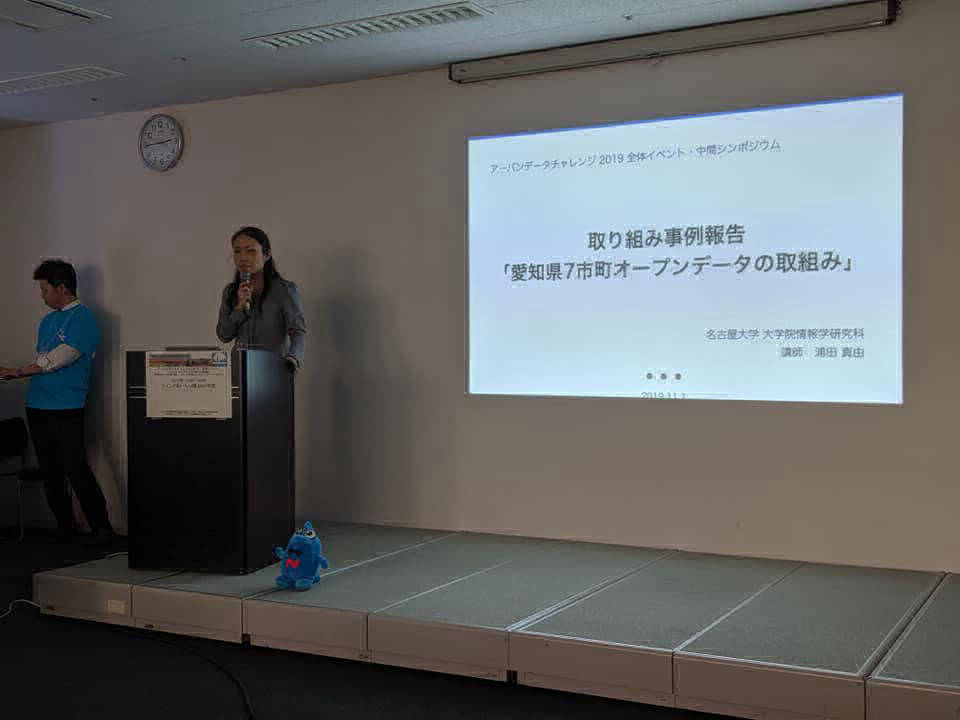 アーバンデータチャレンジ 2019 全体イベント・中間シンポジウム
取り組み事例報告
「愛知県7市町オープンデータの取組み」
名古屋大学 大学院情報学研究科
講師 浦田 真由
2019.11.1